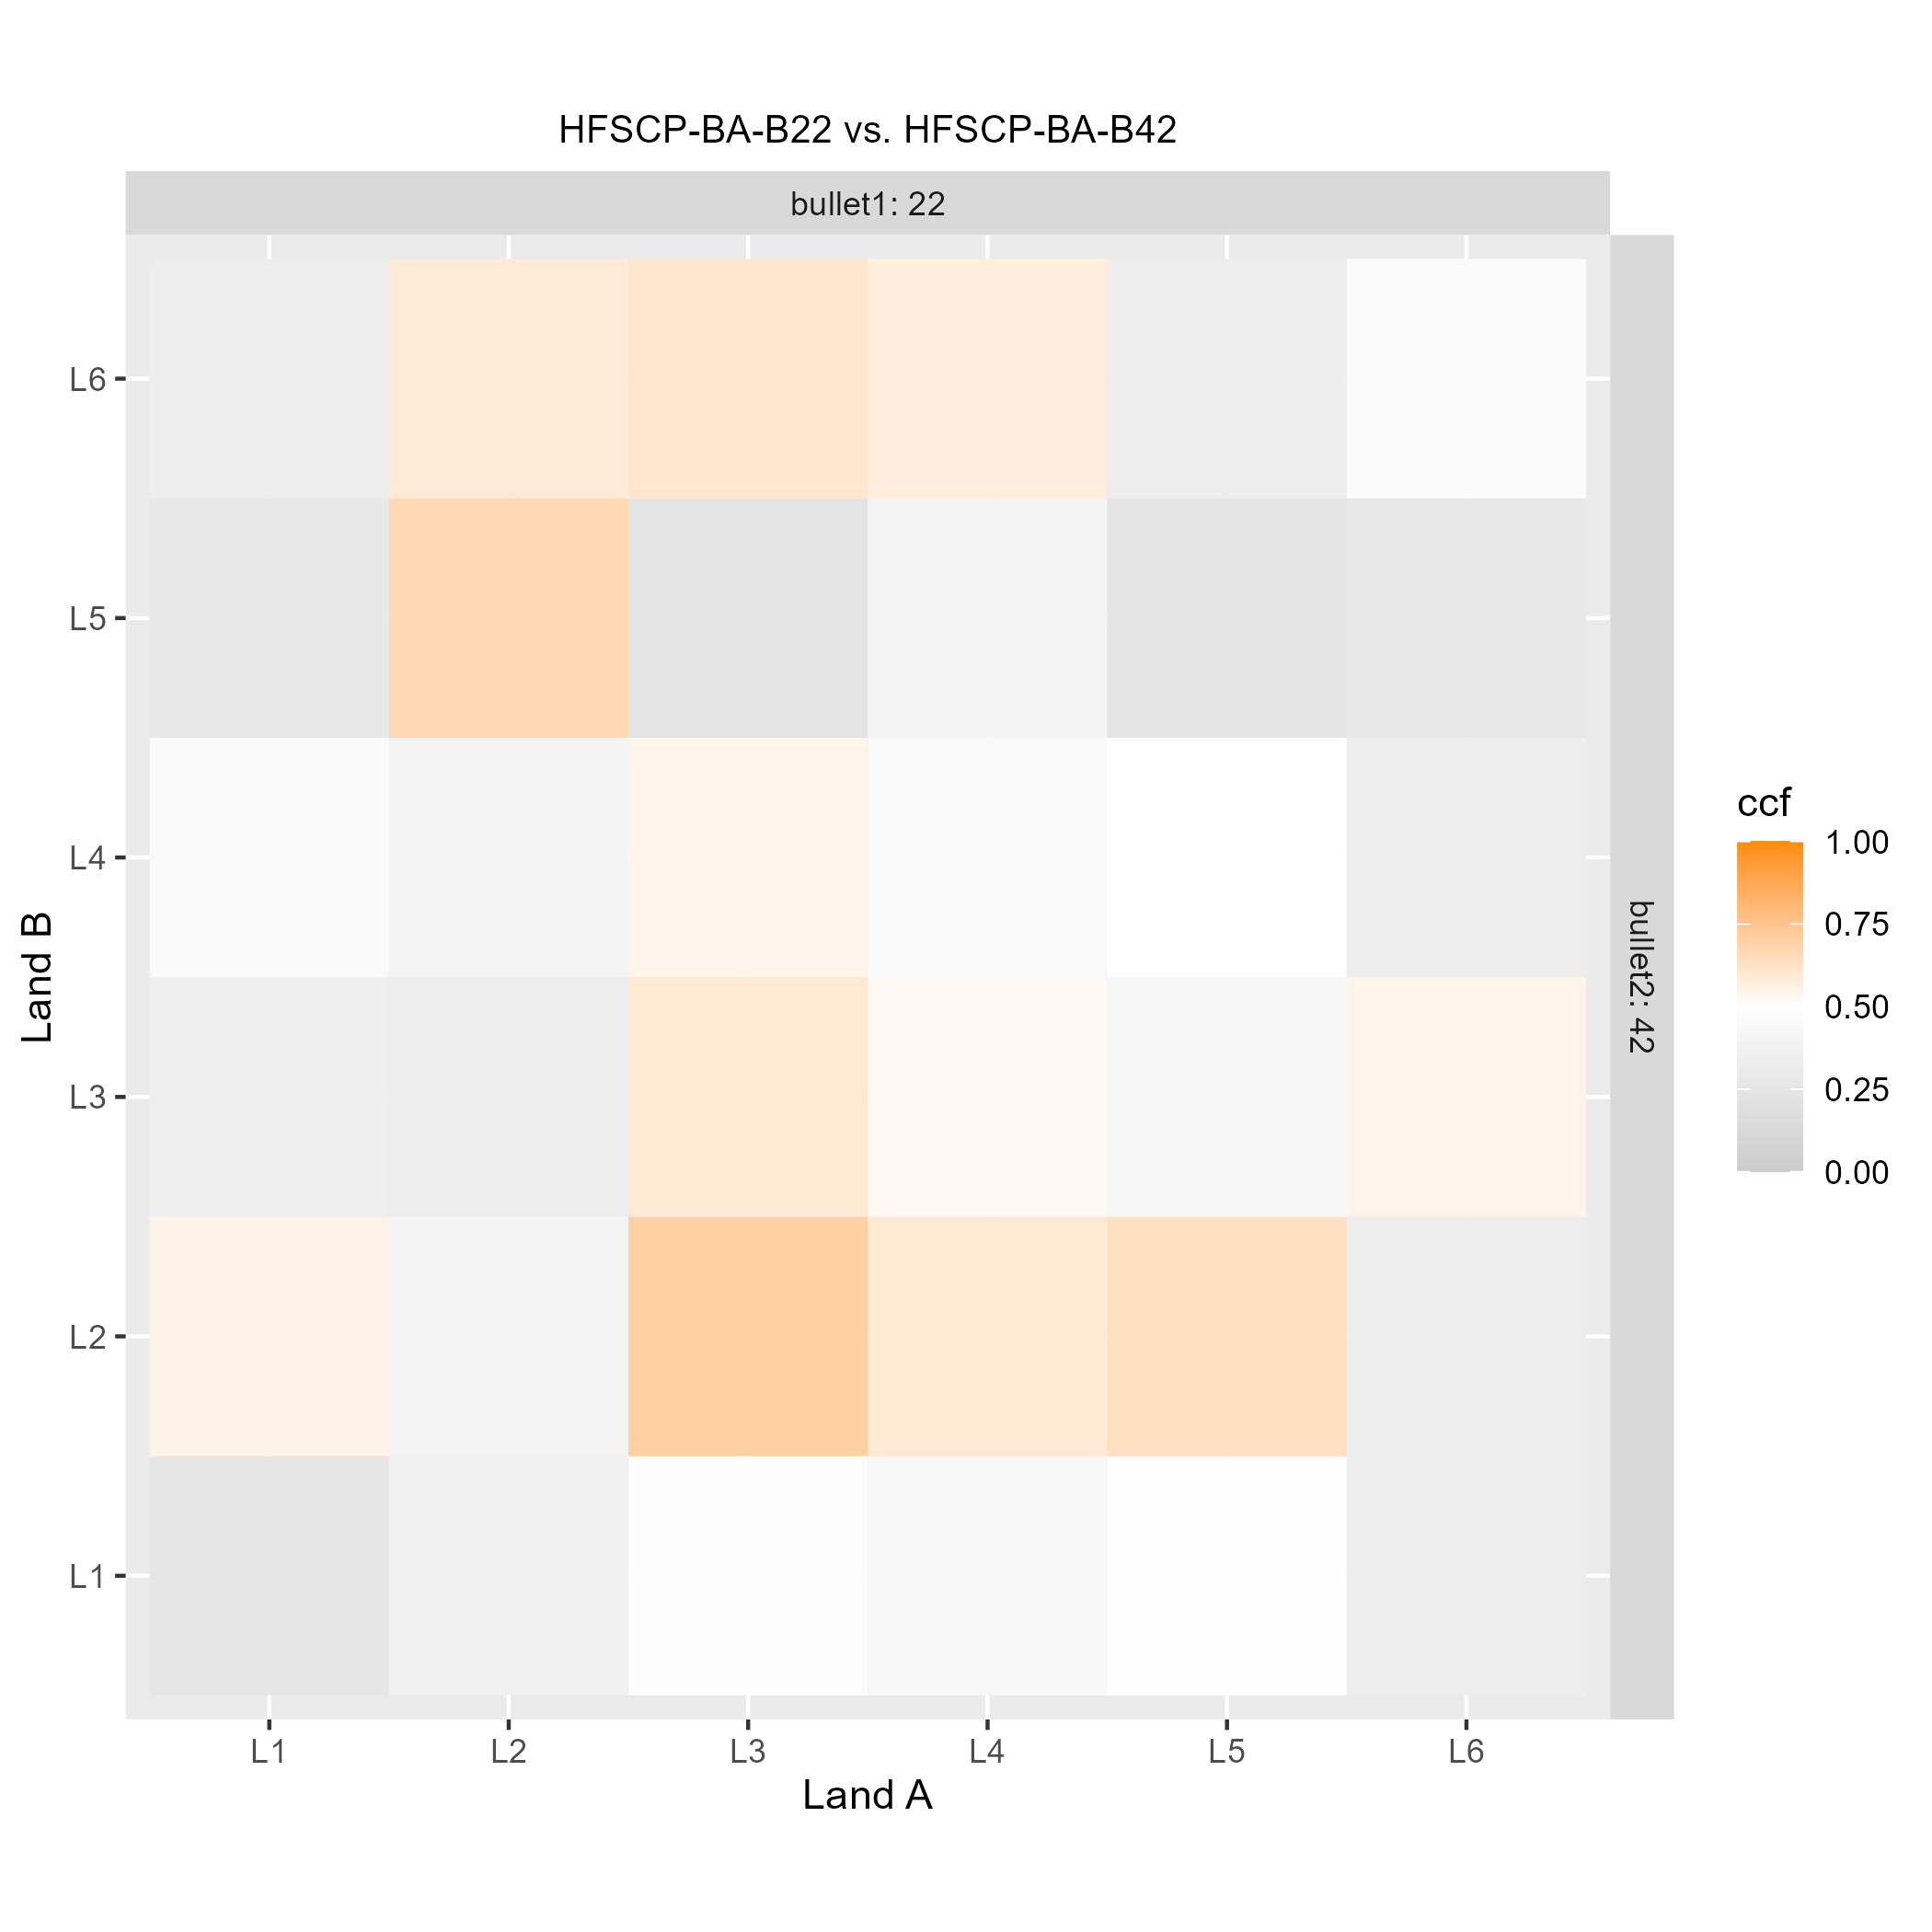 HFSCP-BA-B22 vs. HFSCP-BA-B42
bullet1: 22
L6
L5
L4
L3
L2
L1
Land B
bullet2: 42
L1 L2 L3 L4 L5 L6
Land A
ccf
1.00
0.75
0.50
0.25
0.00